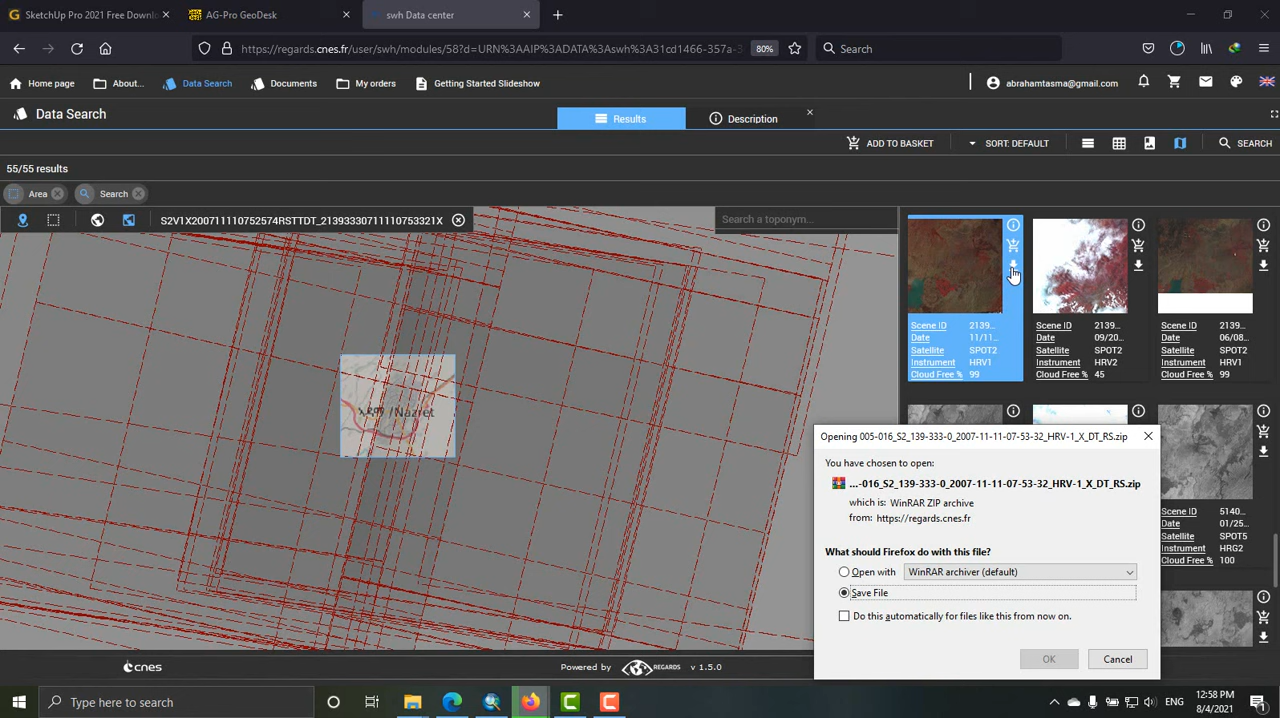 SketchUp Pro 2021 Free Downl
AG-Pro GeoDesk
swh Data center
https://regards.cnes.fr/user/swh/modules/58?d=URN%3AAIP%3ADATA%3Aswh%3A31cd1466-357a-3
80%
Search
Home page
About...
Data Search
Documents
My orders
Getting Started Slideshow
abrahamtasma@gmail.com
Data Search
Results
Description
ADD TO BASKET
SORT: DEFAULT
SEARCH
55/55 results
Area
Search
S2V1X200711110752574RSTTDT_21393330711110753321X
Search a toponym...
/Nazret
Scene ID 2139...
Date 11/11...
Satellite SPOT2
Instrument HRV1
Cloud Free % 99
Scene ID 2139...
Date 09/20...
Satellite SPOT2
Instrument HRV2
Cloud Free % 45
Scene ID 2139...
Date 06/08...
Satellite SPOT2
Instrument HRV1
Cloud Free % 99
Scene ID 5140...
Date 01/25...
Satellite SPOT5
Instrument HRG2
Cloud Free % 100
Opening 005-016_S2_139-333-0_2007-11-11-07-53-32_HRV-1_X_DT_RS.zip
You have chosen to open:
...-016_S2_139-333-0_2007-11-11-07-53-32_HRV-1_X_DT_RS.zip
which is: WinRAR ZIP archive
from: https://regards.cnes.fr
What should Firefox do with this file?
Open with WinRAR archiver (default)
Save File
Do this automatically for files like this from now on.
OK
Cancel
cnes
Powered by REGARDS v 1.5.0
Type here to search
ENG
12:58 PM
8/4/2021
1